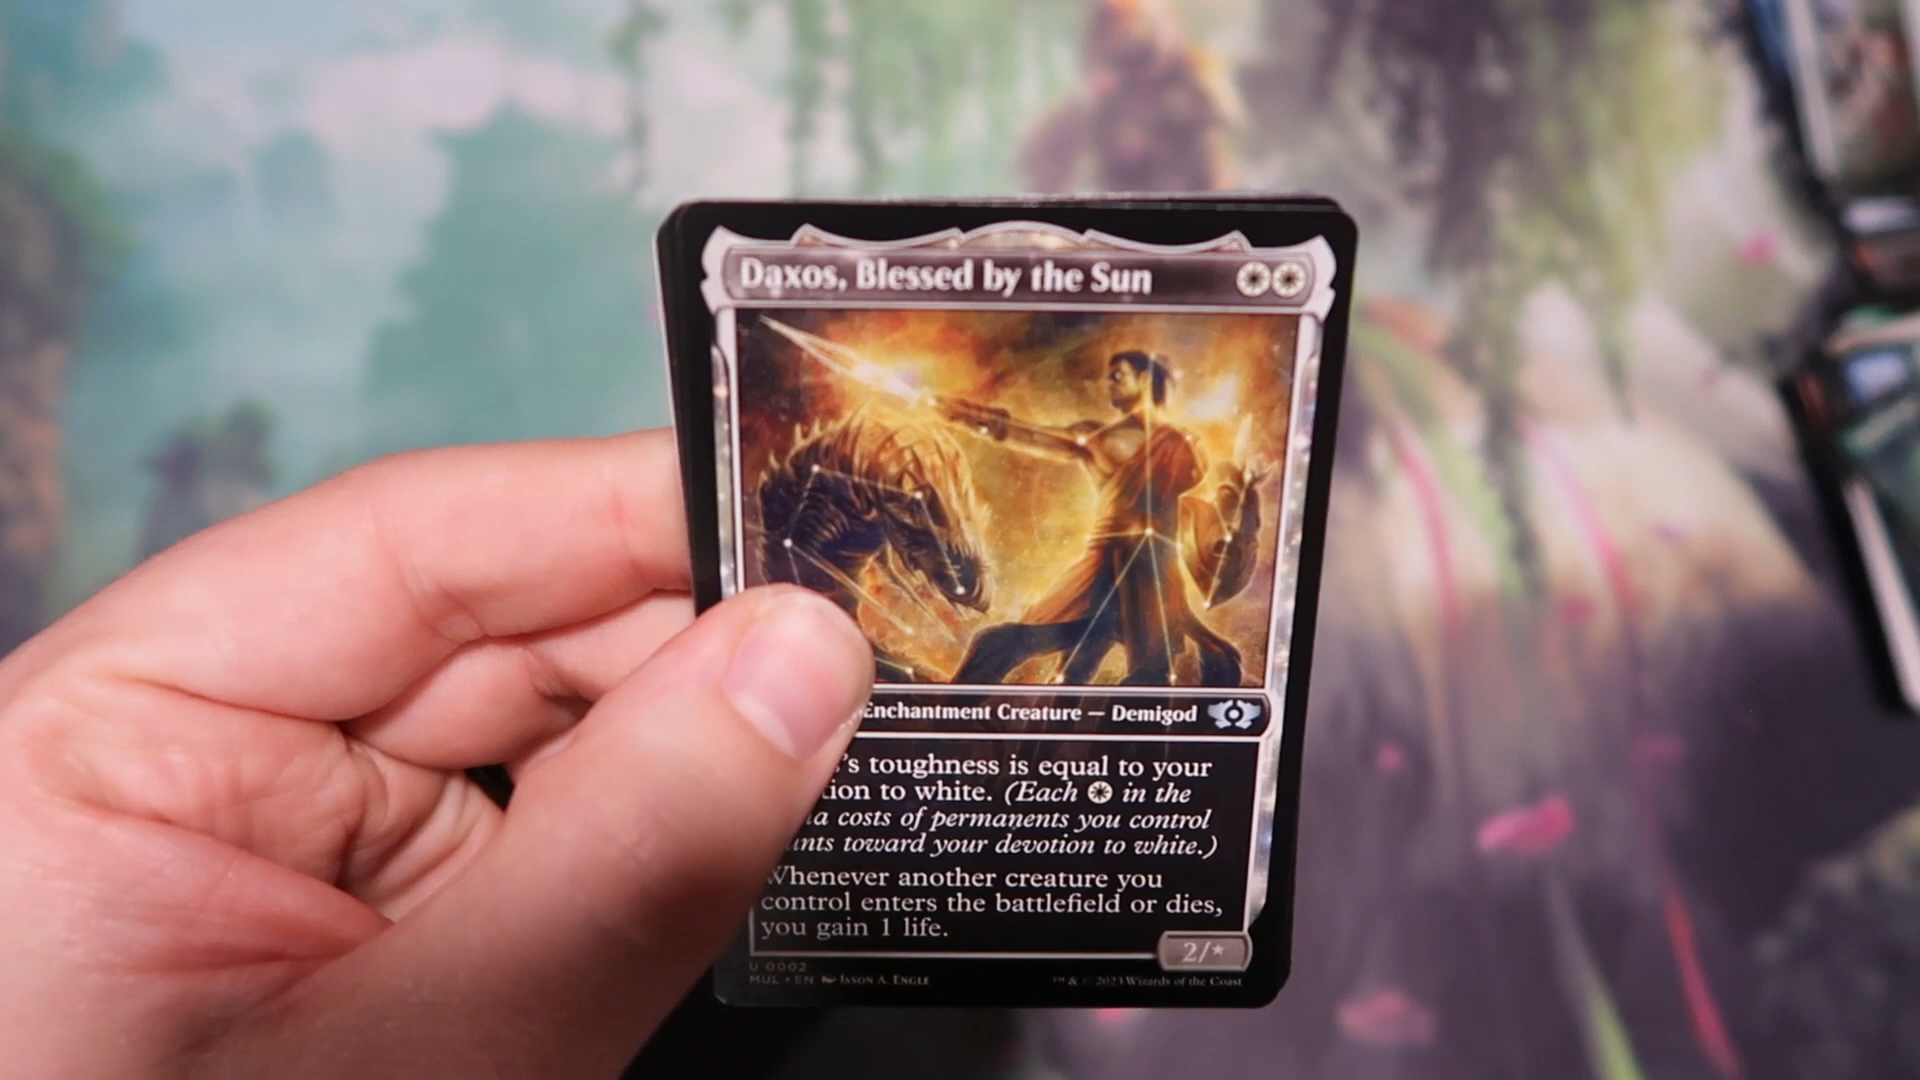 Daxos, Blessed by the Sun
Enchantment Creature — Demigod
's toughness is equal to your
tion to white. (Each in the
a costs of permanents you control
nts toward your devotion to white.)
Whenever another creature you
control enters the battlefield or dies,
you gain 1 life.
2/*
U 0002
MUL • EN Jason A. Engle
™ & © 2023 Wizards of the Coast